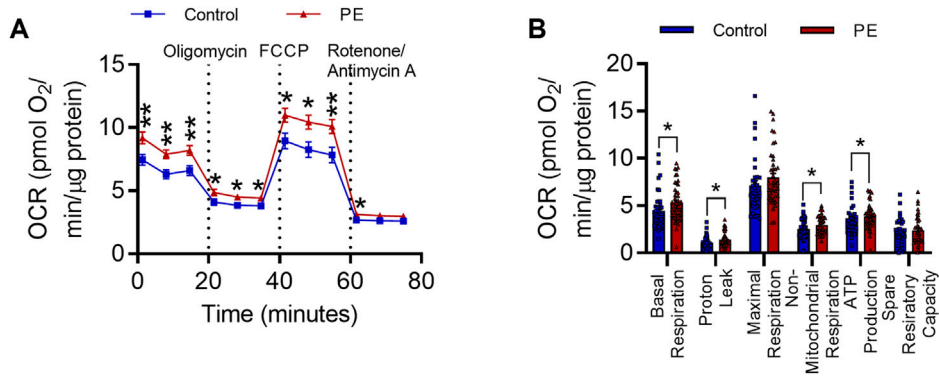 A
Control
PE
Oligomycin
FCCP
Rotenone/
Antimycin A
OCR (pmol O₂/
min/μg protein)
15
10
5
0
** ** **
* * *
* * **
*
0 20 40 60 80
Time (minutes)
B
Control
PE
OCR (pmol O₂/
min/μg protein)
20
15
10
5
0
* * * *
Basal
Respiration
Proton
Leak
Maximal
Respiration
Non-
Mitochondrial
Respiration
ATP
Production
Spare
Resiratory
Capacity